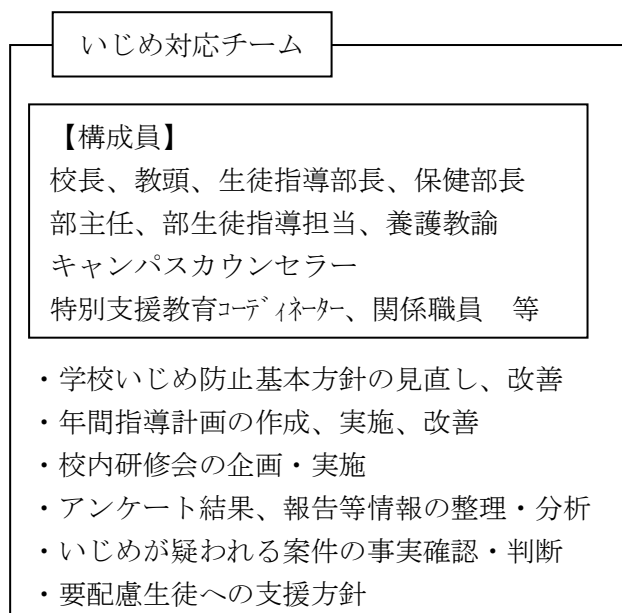 いじめ対応チーム
【構成員】
校長、教頭、生徒指導部長、保健部長
部主任、部生徒指導担当、養護教諭
キャンパスカウンセラー
特別支援教育ｺｰﾃﾞｨﾈｰﾀｰ、関係職員　等
・学校いじめ防止基本方針の見直し、改善
・年間指導計画の作成、実施、改善
・校内研修会の企画・実施
・アンケート結果、報告等情報の整理・分析
・いじめが疑われる案件の事実確認・判断
・要配慮生徒への支援方針